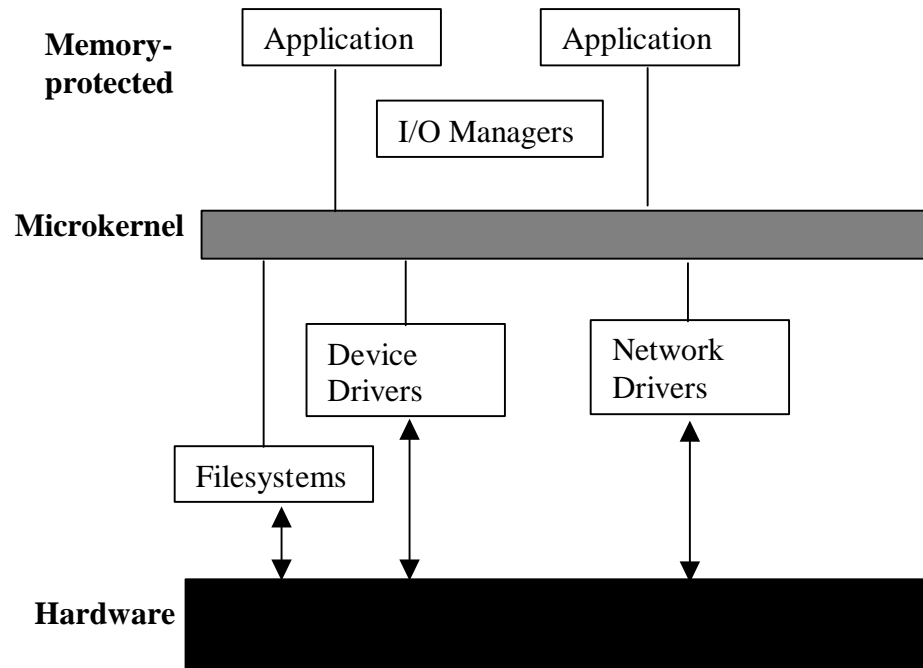 Memory-
protected
Application
Application
I/O Managers
Microkernel
Device
Drivers
Network
Drivers
Filesystems
Hardware